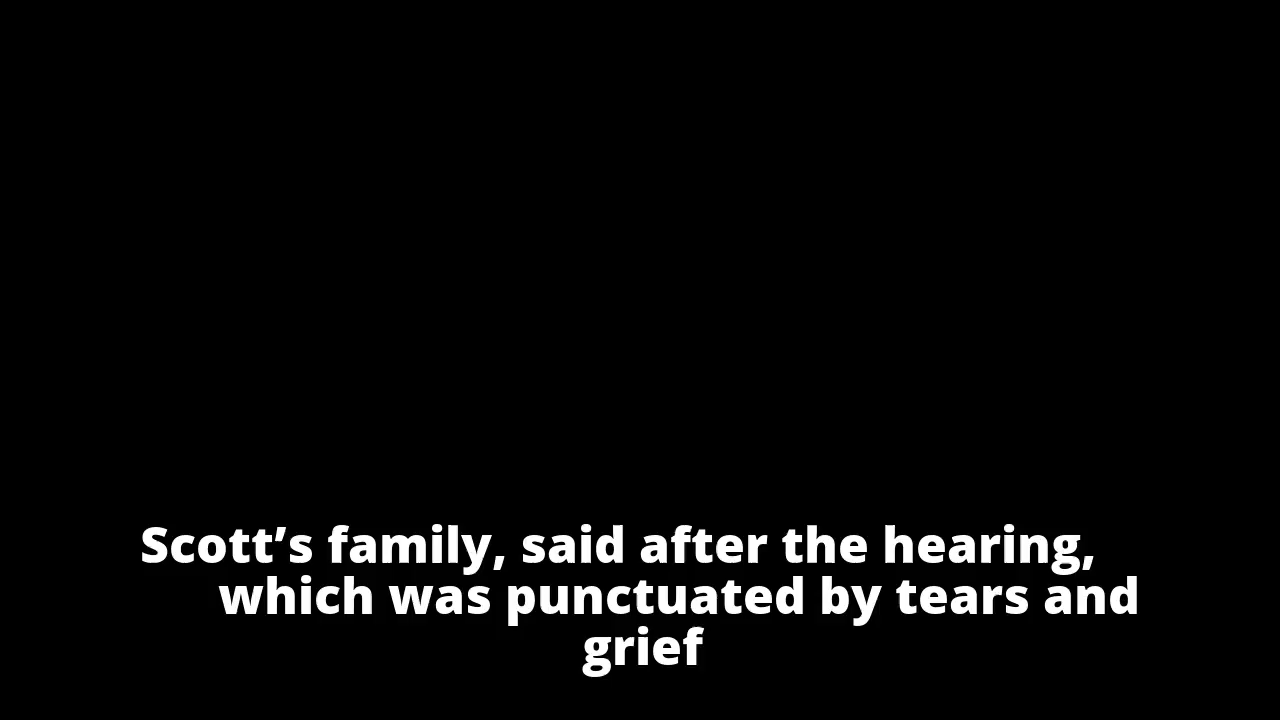 Scott’s family, said after the hearing,
which was punctuated by tears and
grief